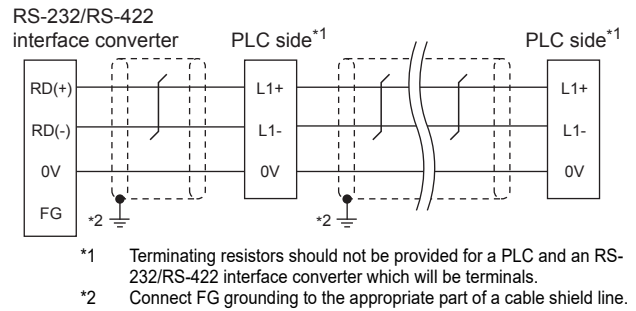 RS-232/RS-422
interface converter
PLC side*1
PLC side*1
RD(+)
L1+
L1+
RD(-)
L1-
L1-
0V
0V
0V
FG
*2
*2
*1 Terminating resistors should not be provided for a PLC and an RS-
232/RS-422 interface converter which will be terminals.
*2 Connect FG grounding to the appropriate part of a cable shield line.